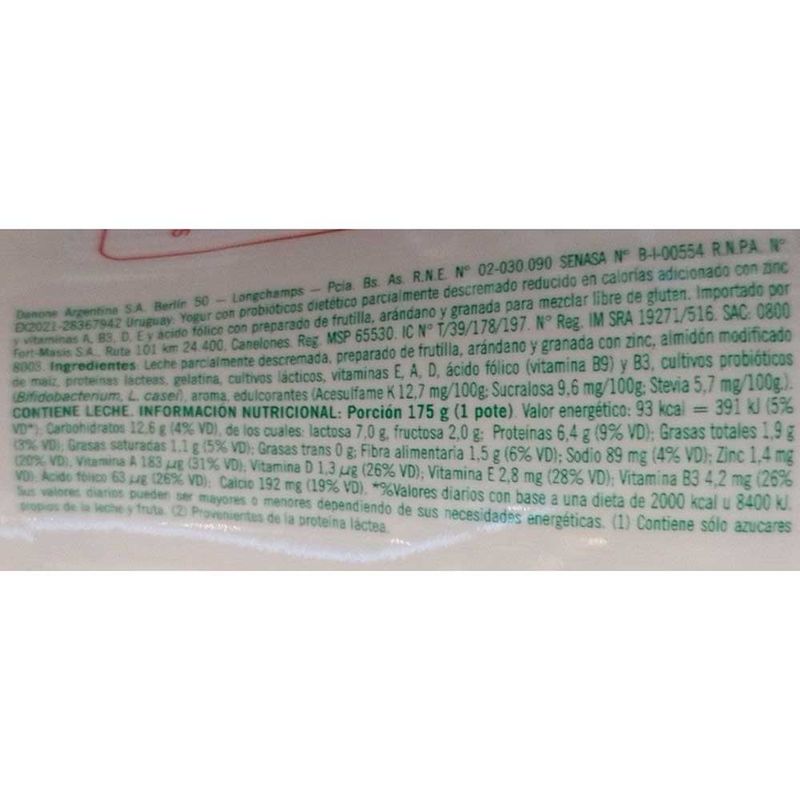 Danone Argentina S.A. Berlín 50 – Longchamps – Pcia. Bs. As. R.N.E. N° 02-030.090 SENASA N° B-I-00554 R.N.P.A. N°
EX2021-28367942 Uruguay. Yogur con probióticos dietético parcialmente descremado reducido en calorías adicionado con zinc
y vitaminas A, B3, D, E y ácido fólico con preparado de frutilla, arándano y granada para mezclar libre de gluten. Importado por
Fort-Masis S.A., Ruta 101 km 24.400. Canelones. Reg. MSP 65530. IC N° T/39/178/197. N° Reg. IM SRA 19271/516. SAC: 0800
8008. Ingredientes: Leche parcialmente descremada, preparado de frutilla, arándano y granada con zinc, almidón modificado
de maíz, proteínas lácteas, gelatina, cultivos lácticos, vitaminas E, A, D, ácido fólico (vitamina B9) y B3, cultivos probióticos
(Bifidobacterium, L. casei), aroma, edulcorantes (Acesulfame K 12,7 mg/100g; Sucralosa 9,6 mg/100g; Stevia 5,7 mg/100g.).
CONTIENE LECHE. INFORMACIÓN NUTRICIONAL: Porción 175 g (1 pote). Valor energético: 93 kcal = 391 kJ (5%
VD*); Carbohidratos 12,6 g (4% VD), de los cuales: lactosa 7,0 g, fructosa 2,0 g; Proteínas 6,4 g (9% VD); Grasas totales 1,9 g
(3% VD); Grasas saturadas 1,1 g (5% VD); Grasas trans 0 g; Fibra alimentaria 1,5 g (6% VD); Sodio 89 mg (4% VD); Zinc 1,4 mg
(20% VD), Vitamina A 183 µg (31% VD); Vitamina D 1,3 µg (26% VD); Vitamina E 2,8 mg (28% VD); Vitamina B3 4,2 mg (26%
VD); Ácido fólico 63 µg (26% VD); Calcio 192 mg (19% VD). *%Valores diarios con base a una dieta de 2000 kcal u 8400 kJ.
Sus valores diarios pueden ser mayores o menores dependiendo de sus necesidades energéticas. (1) Contiene sólo azúcares
propios de la leche y fruta. (2) Provenientes de la proteína láctea.